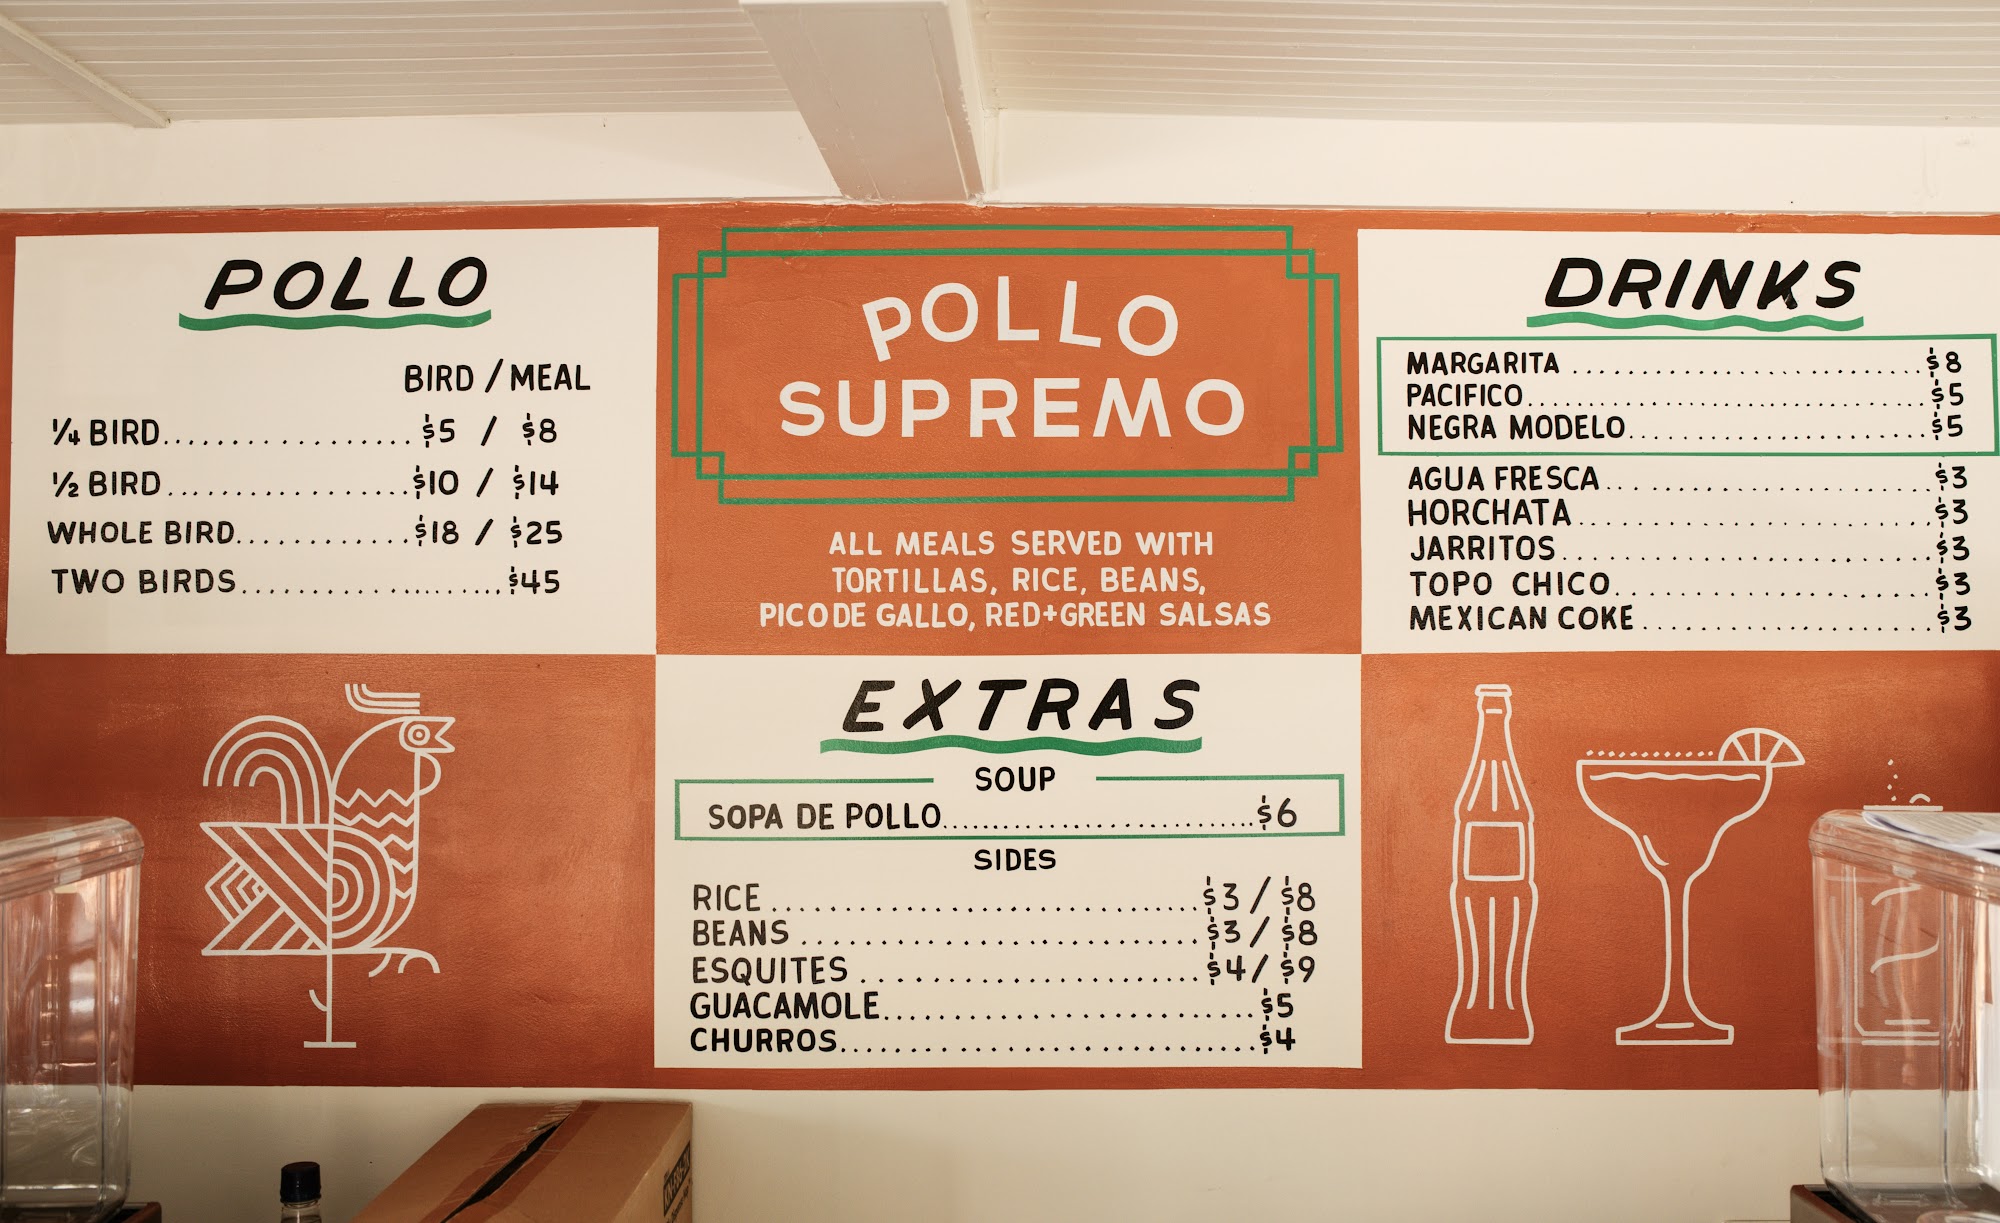 POLLO
BIRD / MEAL
¼ BIRD..................$5 / $8
½ BIRD..................$10 / $14
WHOLE BIRD.............$18 / $25
TWO BIRDS....................$45
POLLO
SUPREMO
ALL MEALS SERVED WITH
TORTILLAS, RICE, BEANS,
PICO DE GALLO, RED+GREEN SALSAS
DRINKS
MARGARITA ..........................$8
PACIFICO..............................$5
NEGRA MODELO......................$5
AGUA FRESCA........................$3
HORCHATA..........................$3
JARRITOS...........................$3
TOPO CHICO.......................$3
MEXICAN COKE.....................$3
EXTRAS
SOUP
SOPA DE POLLO..........................$6
SIDES
RICE ..............................$3 / $8
BEANS ............................$3 / $8
ESQUITES ........................$4 / $9
GUACAMOLE........................$5
CHURROS...........................$4